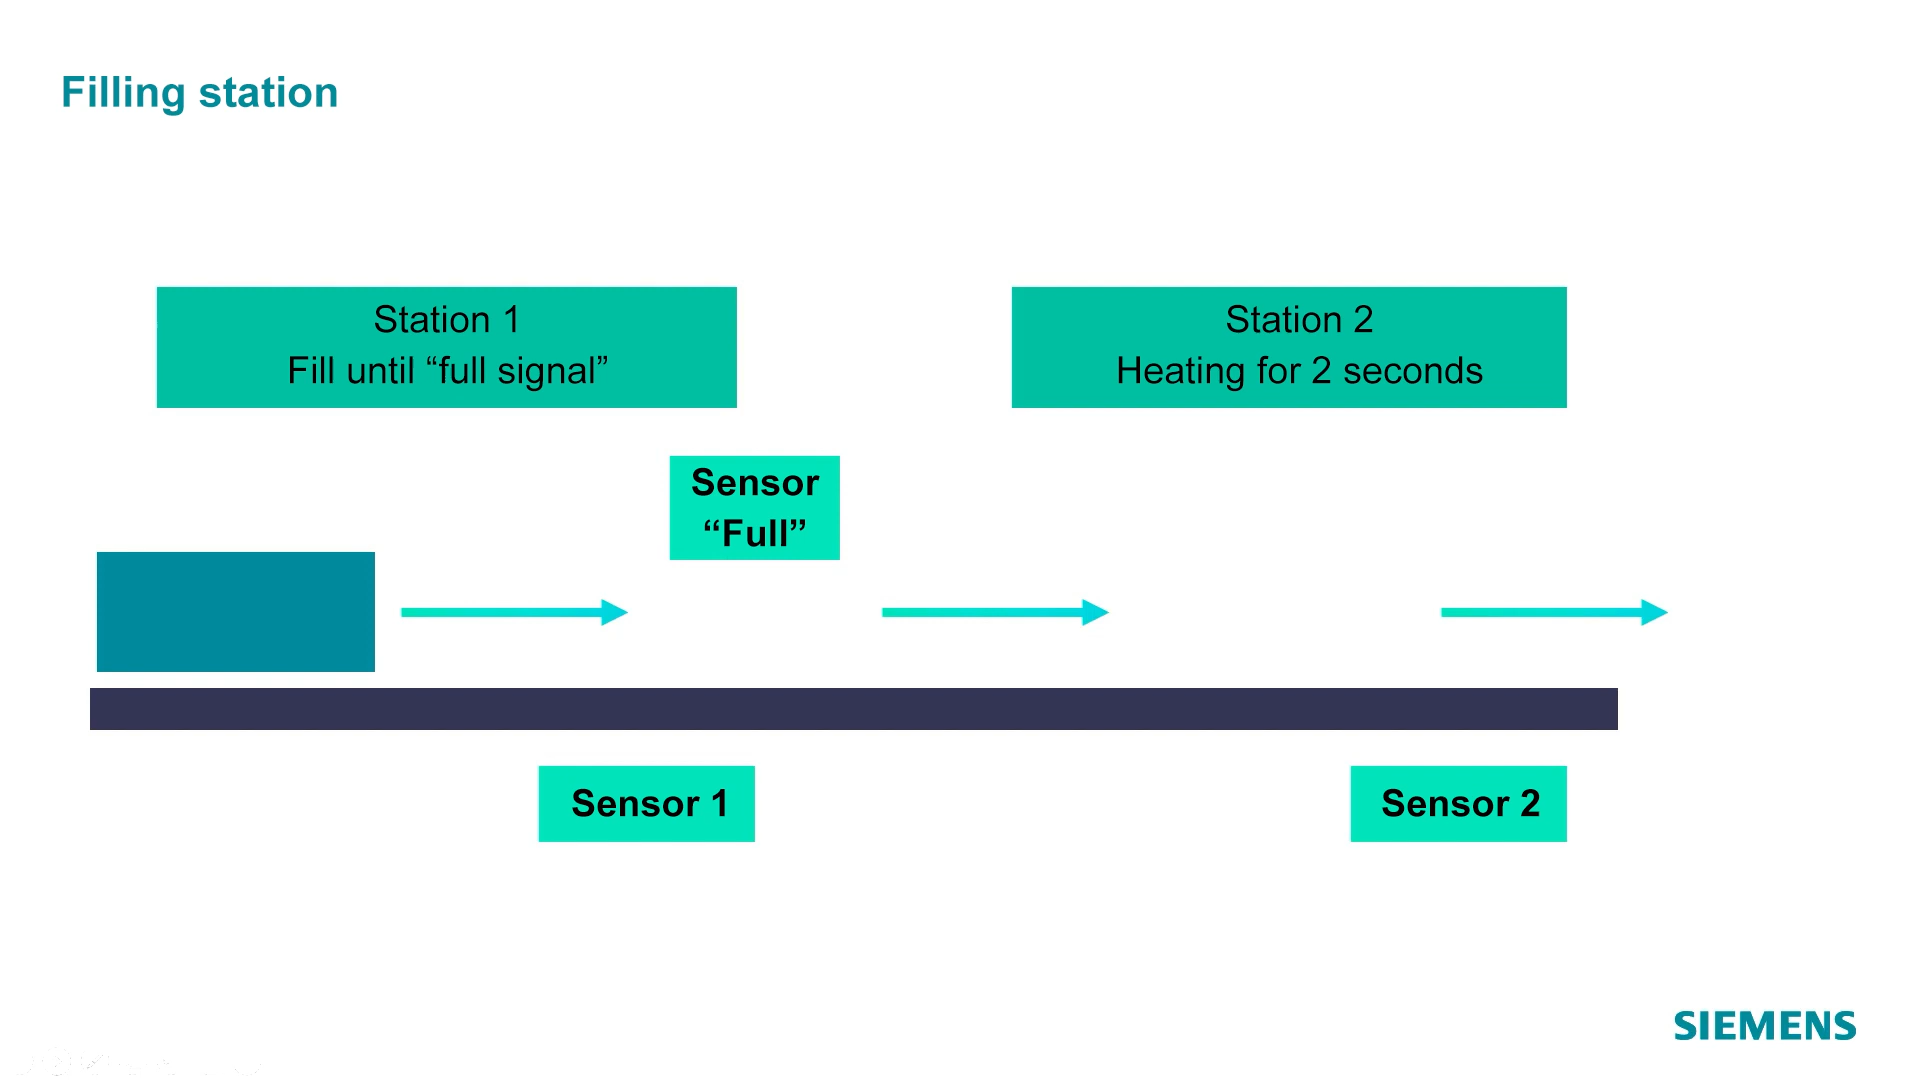 Filling station
Station 1
Fill until “full signal”
Station 2
Heating for 2 seconds
Sensor
“Full”
Sensor 1
Sensor 2
SIEMENS